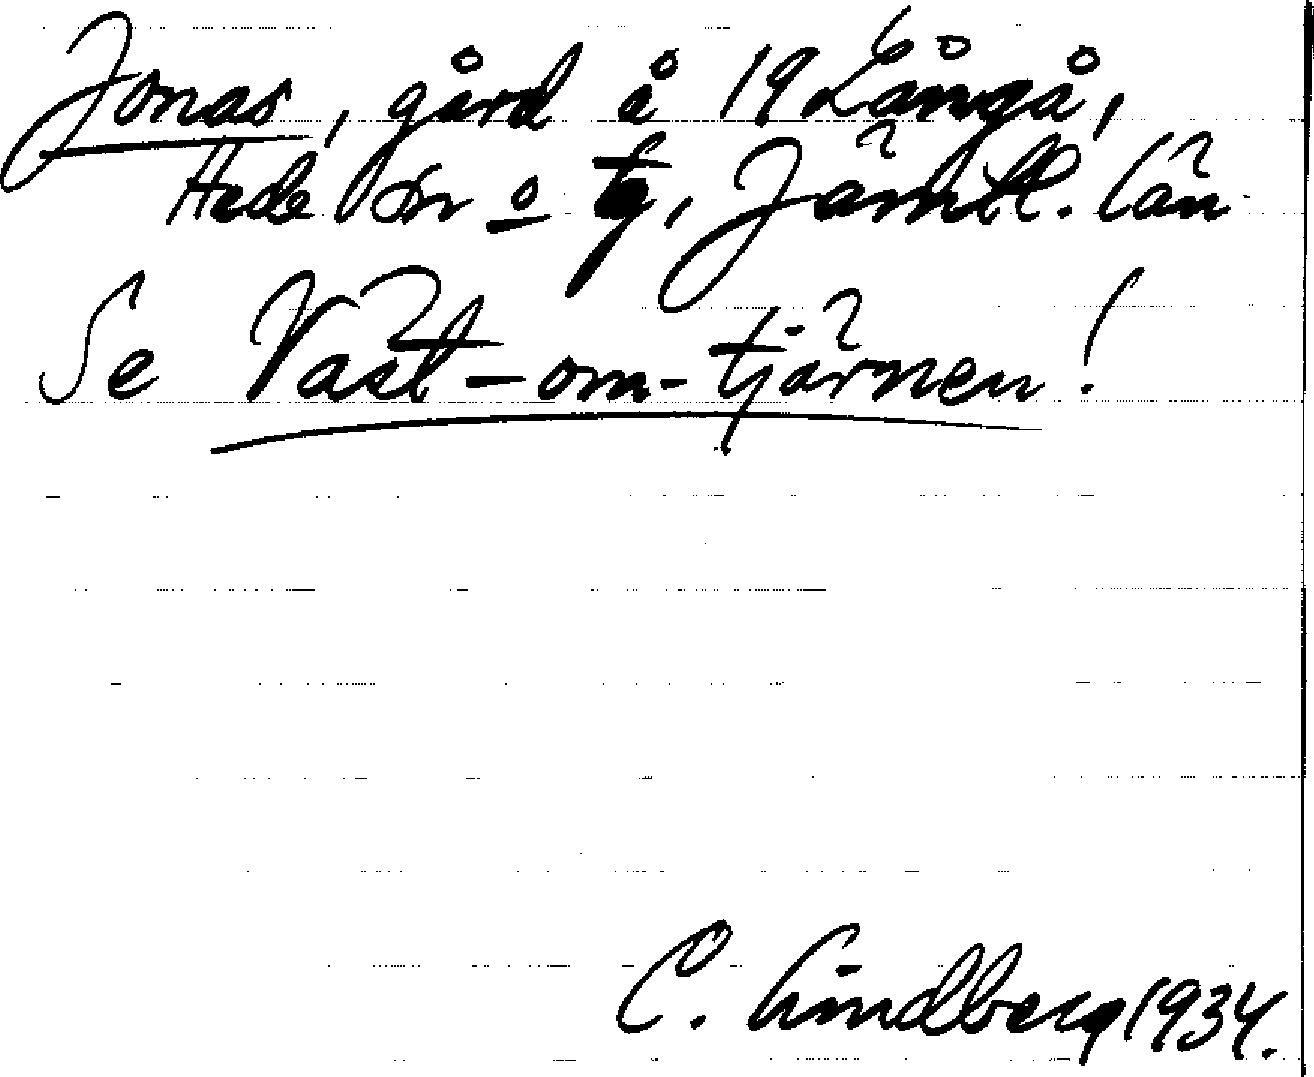 Jonas, gård å 19 Långå,
Hede sn o tg, Jämtl. län
Se Väst-om-tjärnen!
C. Lindberg 1934.